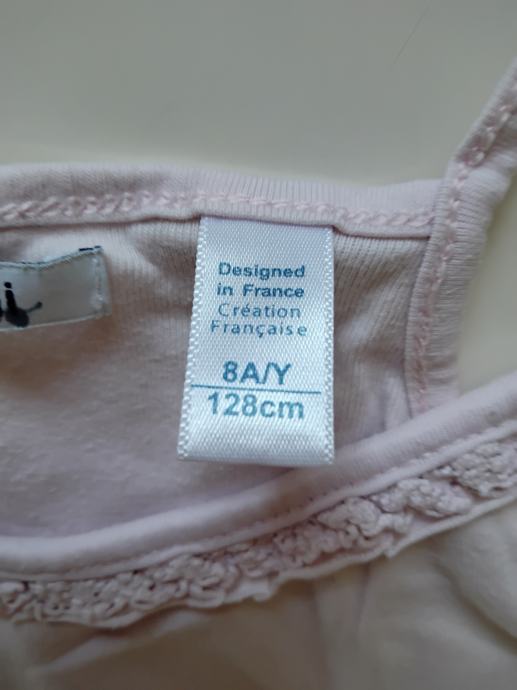 Designed
in France
Création
Française
8A/Y
128cm